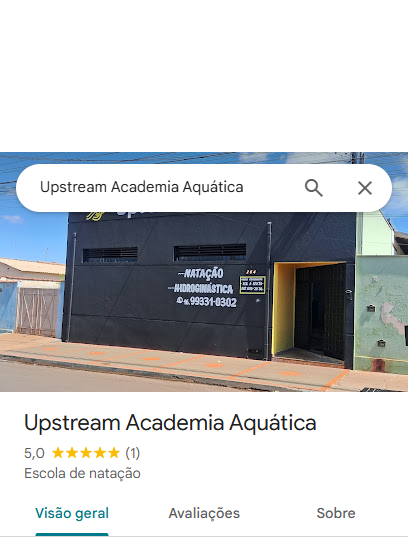 Upstream Academia Aquática
NATAÇÃO
HIDROGINÁSTICA
99331-0302
264
Upstream Academia Aquática
5,0 ★★★★★ (1)
Escola de natação
Visão geral Avaliações Sobre